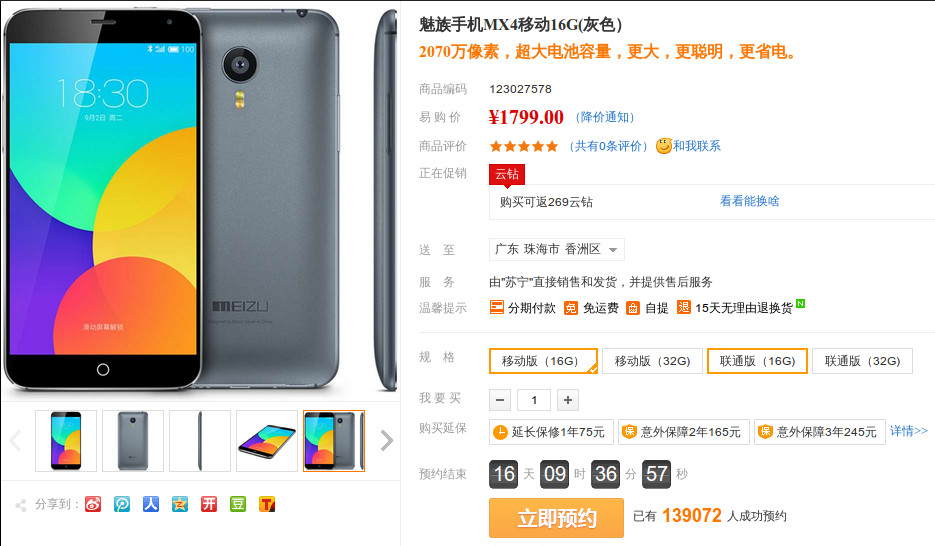 魅族手机MX4移动16G(灰色)
2070万像素，超大电池容量，更大，更聪明，更省电。
商品编码 123027578
易 购 价 ¥1799.00 （降价通知）
商品评价 （共有0条评价） 和我联系
正在促销 云钻
购买可返269云钻 看看能换啥
送 至 广东 珠海市 香洲区
服 务 由"苏宁"直接销售和发货，并提供售后服务
温馨提示 分期付款 免 免运费 自提 退 15天无理由退换货 N
规 格 移动版（16G） 移动版（32G) 联通版（16G) 联通版（32G)
我 要 买 − 1 +
购买延保 延长保修1年75元 保 意外保障2年165元 保 意外保障3年245元 详情>>
预约结束 16 天 09 时 36 分 57 秒
立即预约 已有 139072 人成功预约
100
18:30
9月2日 周二
滑动屏幕解锁
MEIZU
分享到： 人 开 豆 T